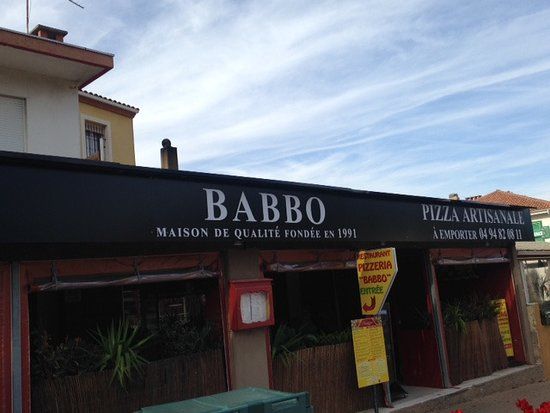 BABBO
MAISON DE QUALITÉ FONDÉE EN 1991
PIZZA ARTISANALE
À EMPORTER 04 94 82 08 11
RESTAURANT
PIZZERIA
"BABBO"
ENTRÉE